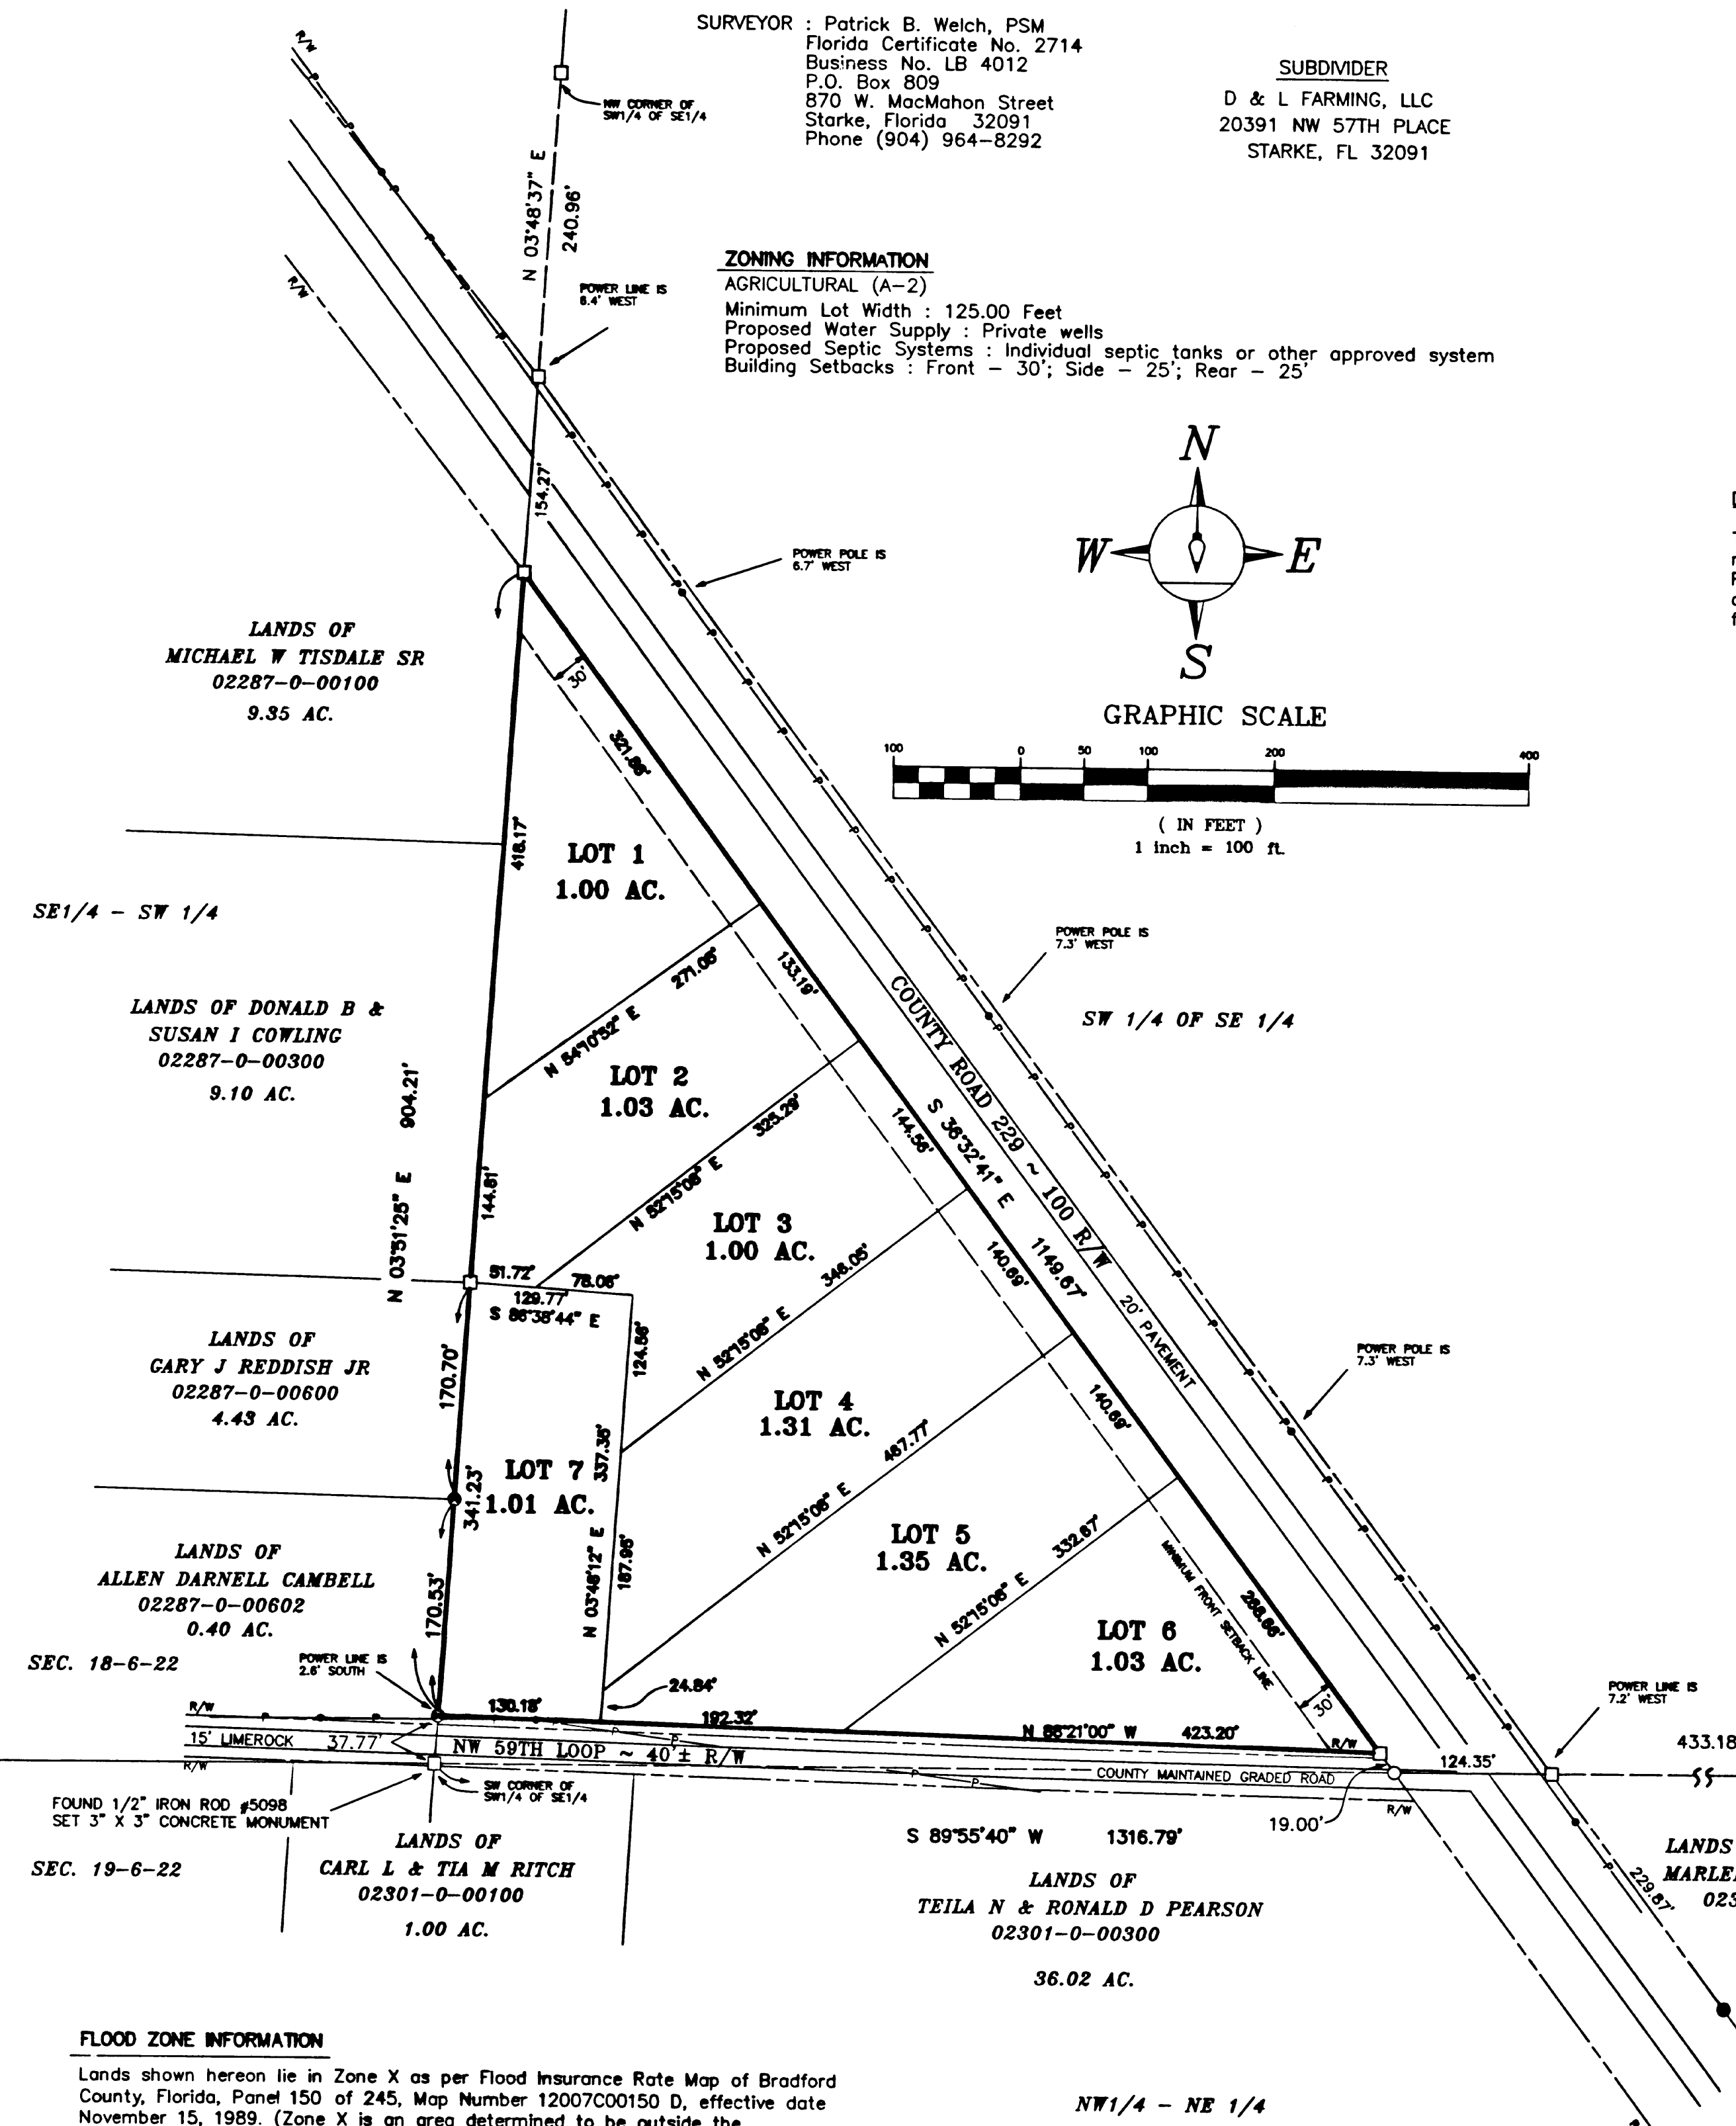 SURVEYOR : Patrick B. Welch, PSM
Florida Certificate No. 2714
Business No. LB 4012
P.O. Box 809
870 W. MacMahon Street
Starke, Florida 32091
Phone (904) 964-8292
SUBDIVIDER
D & L FARMING, LLC
20391 NW 57TH PLACE
STARKE, FL 32091
R/W
NW CORNER OF
SW1/4 OF SE1/4
N 03°48'37" E
240.96'
R/W
POWER LINE IS
6.4' WEST
ZONING INFORMATION
AGRICULTURAL (A-2)
Minimum Lot Width : 125.00 Feet
Proposed Water Supply : Private wells
Proposed Septic Systems : Individual septic tanks or other approved system
Building Setbacks : Front - 30'; Side - 25'; Rear - 25'
154.27'
POWER POLE IS
6.7' WEST
N
W
E
S
GRAPHIC SCALE
100 0 50 100 200 400
( IN FEET )
1 inch = 100 ft.
LANDS OF
MICHAEL W TISDALE SR
02287-0-00100
9.35 AC.
30'
321.66'
418.17'
LOT 1
1.00 AC.
SE1/4 - SW 1/4
271.05'
N 54°10'52" E
133.19'
POWER POLE IS
7.3' WEST
SW 1/4 OF SE 1/4
COUNTY ROAD 229 ~ 100 R/W
LANDS OF DONALD B &
SUSAN I COWLING
02287-0-00300
9.10 AC.
N 03°51'25" E 904.21'
LOT 2
1.03 AC.
325.29'
N 52°15'08" E
144.56'
S 36°32'41" E 1149.67'
144.81'
LOT 3
1.00 AC.
346.05'
N 52°15'08" E
140.69'
20' PAVEMENT
51.72'
78.06'
129.77'
S 86°38'44" E
124.56'
LANDS OF
GARY J REDDISH JR
02287-0-00600
4.43 AC.
170.70'
POWER POLE IS
7.3' WEST
LOT 4
1.31 AC.
467.77'
N 52°15'08" E
140.69'
LOT 7
1.01 AC.
337.35'
341.23'
N 03°48'12" E
187.95'
LOT 5
1.35 AC.
332.67'
N 52°15'08" E
MINIMUM FRONT SETBACK LINE
LANDS OF
ALLEN DARNELL CAMBELL
02287-0-00602
0.40 AC.
170.53'
LOT 6
1.03 AC.
268.86'
30'
SEC. 18-6-22
POWER LINE IS
2.6' SOUTH
24.84'
130.18'
192.32'
N 88°21'00" W 423.20'
R/W
R/W
POWER LINE IS
7.2' WEST
433.18
15' LIMEROCK
37.77'
NW 59TH LOOP ~ 40'± R/W
COUNTY MAINTAINED GRADED ROAD
124.35'
R/W
R/W
SW CORNER OF
SW1/4 OF SE1/4
19.00'
FOUND 1/2" IRON ROD #5098
SET 3" X 3" CONCRETE MONUMENT
S 89°55'40" W 1316.79'
SEC. 19-6-22
LANDS OF
CARL L & TIA M RITCH
02301-0-00100
1.00 AC.
LANDS OF
TEILA N & RONALD D PEARSON
02301-0-00300
36.02 AC.
LANDS
MARLE
023
229.87'
FLOOD ZONE INFORMATION
Lands shown hereon lie in Zone X as per Flood Insurance Rate Map of Bradford
County, Florida, Panel 150 of 245, Map Number 12007C00150 D, effective date
November 15, 1989. (Zone X is an area determined to be outside the
NW1/4 - NE 1/4